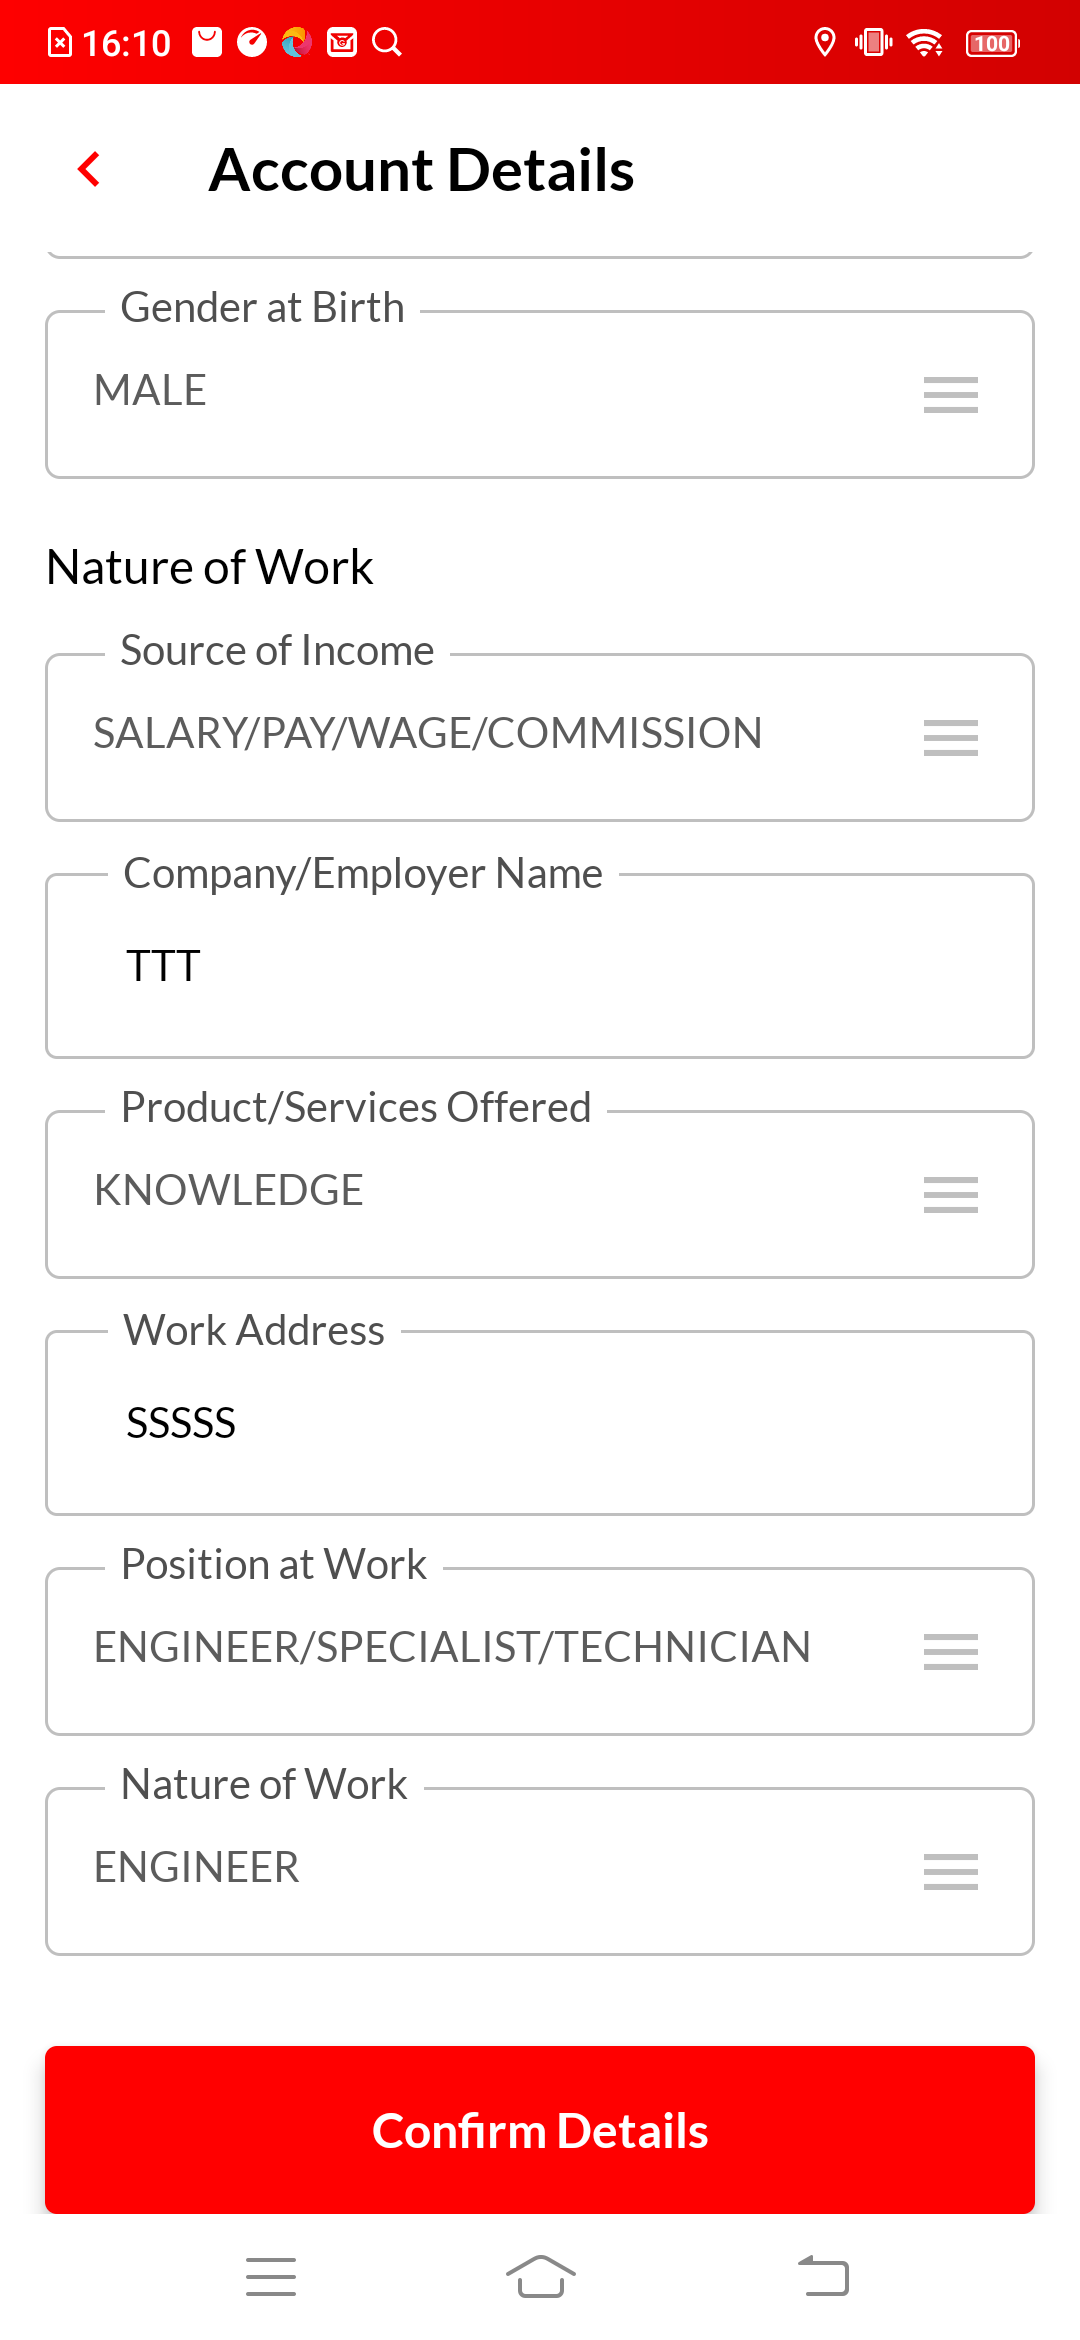 16:10
100
Account Details
Gender at Birth
MALE
Nature of Work
Source of Income
SALARY/PAY/WAGE/COMMISSION
Company/Employer Name
TTT
Product/Services Offered
KNOWLEDGE
Work Address
SSSSS
Position at Work
ENGINEER/SPECIALIST/TECHNICIAN
Nature of Work
ENGINEER
Confirm Details